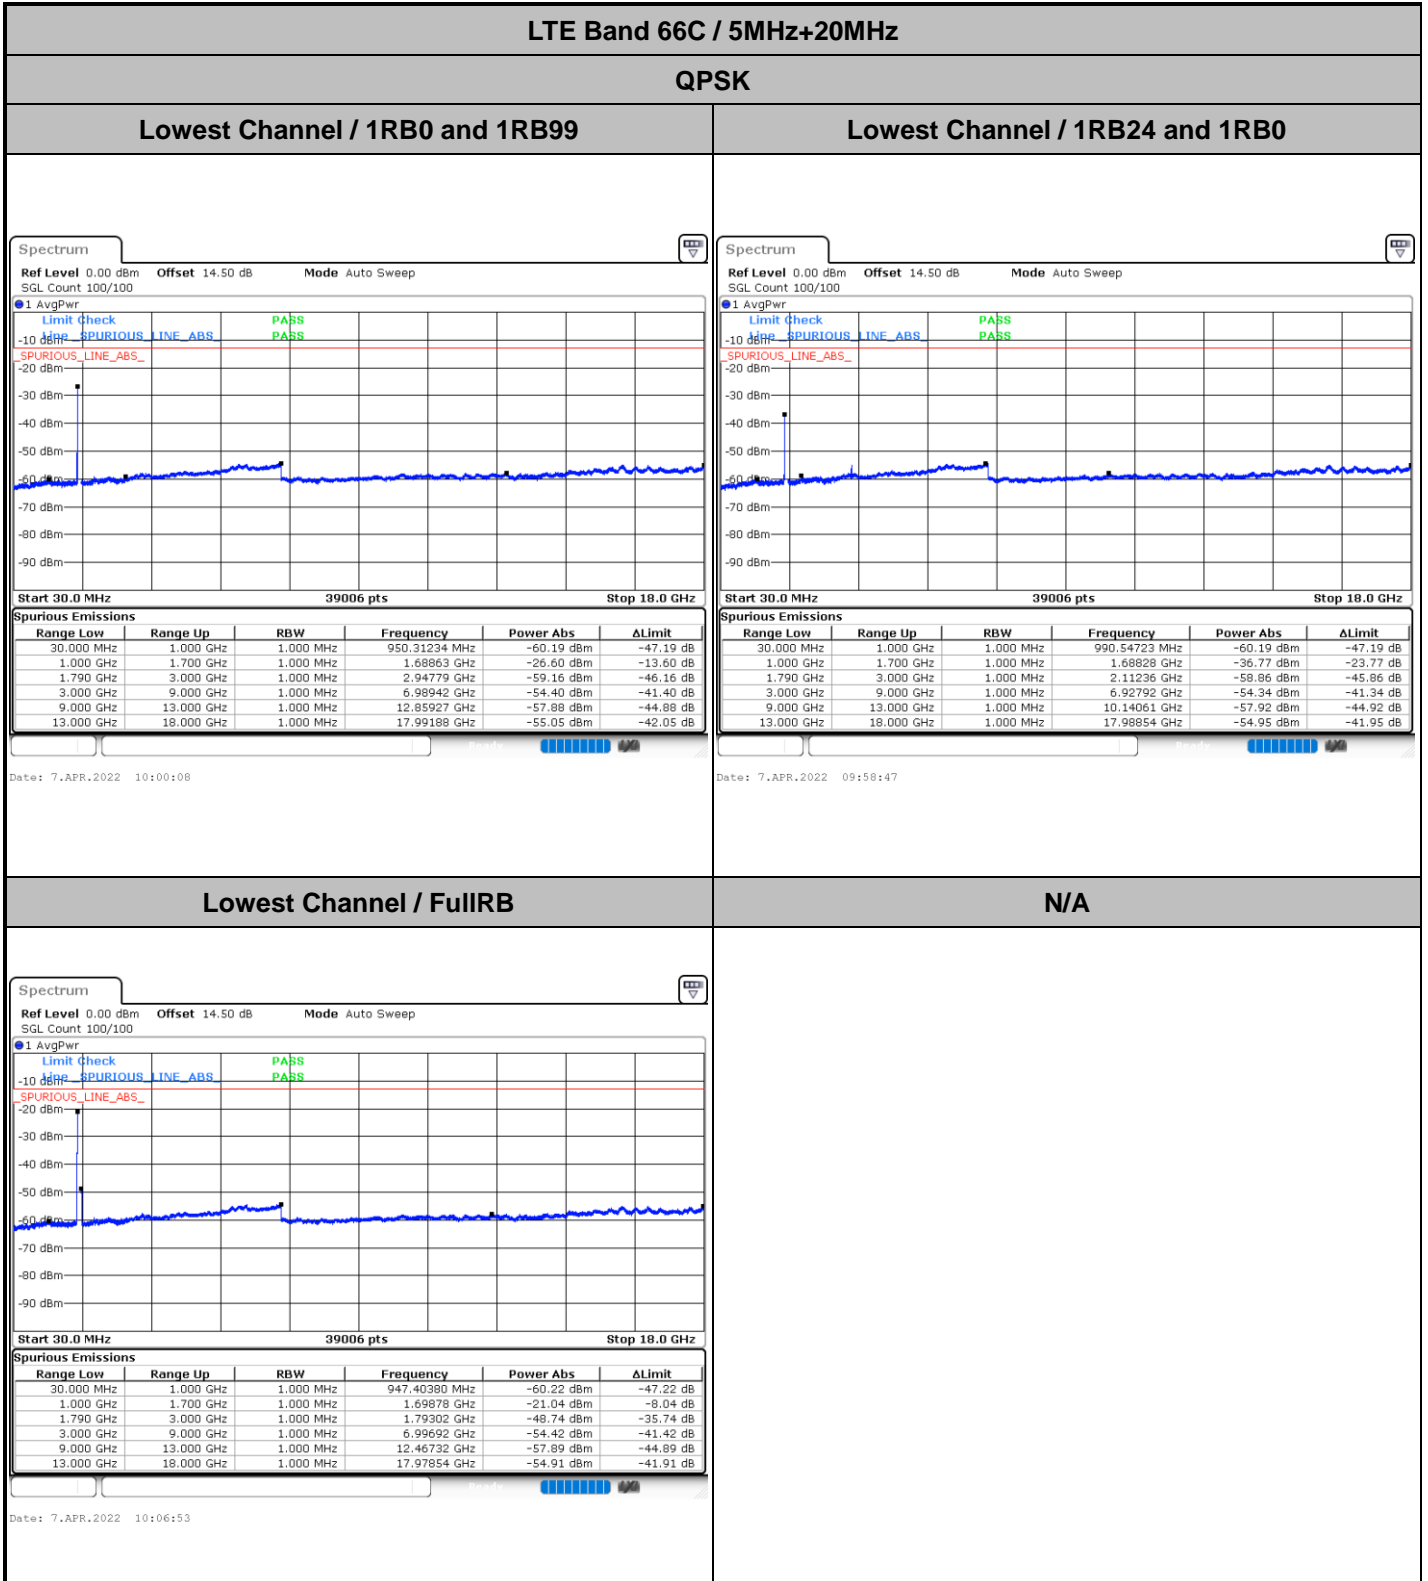 LTE Band 66C / 5MHz+20MHz
QPSK
Lowest Channel / 1RB0 and 1RB99
Lowest Channel / 1RB24 and 1RB0
Spectrum
Ref Level 0.00 dBm Offset 14.50 dB Mode Auto Sweep
SGL Count 100/100
1 AvgPwr
Limit Check PASS
Line _SPURIOUS_LINE_ABS_ PASS
-10 dBm
_SPURIOUS_LINE_ABS_
-20 dBm
-30 dBm
-40 dBm
-50 dBm
-60 dBm
-70 dBm
-80 dBm
-90 dBm
Start 30.0 MHz 39006 pts Stop 18.0 GHz
Spurious Emissions
Range Low Range Up RBW Frequency Power Abs ΔLimit
30.000 MHz 1.000 GHz 1.000 MHz 950.31234 MHz -60.19 dBm -47.19 dB
1.000 GHz 1.700 GHz 1.000 MHz 1.68863 GHz -26.60 dBm -13.60 dB
1.790 GHz 3.000 GHz 1.000 MHz 2.94779 GHz -59.16 dBm -46.16 dB
3.000 GHz 9.000 GHz 1.000 MHz 6.98942 GHz -54.40 dBm -41.40 dB
9.000 GHz 13.000 GHz 1.000 MHz 12.85927 GHz -57.88 dBm -44.88 dB
13.000 GHz 18.000 GHz 1.000 MHz 17.99188 GHz -55.05 dBm -42.05 dB
Ready
Date: 7.APR.2022 10:00:08
Spectrum
Ref Level 0.00 dBm Offset 14.50 dB Mode Auto Sweep
SGL Count 100/100
1 AvgPwr
Limit Check PASS
Line _SPURIOUS_LINE_ABS_ PASS
-10 dBm
_SPURIOUS_LINE_ABS_
-20 dBm
-30 dBm
-40 dBm
-50 dBm
-60 dBm
-70 dBm
-80 dBm
-90 dBm
Start 30.0 MHz 39006 pts Stop 18.0 GHz
Spurious Emissions
Range Low Range Up RBW Frequency Power Abs ΔLimit
30.000 MHz 1.000 GHz 1.000 MHz 990.54723 MHz -60.19 dBm -47.19 dB
1.000 GHz 1.700 GHz 1.000 MHz 1.68828 GHz -36.77 dBm -23.77 dB
1.790 GHz 3.000 GHz 1.000 MHz 2.11236 GHz -58.86 dBm -45.86 dB
3.000 GHz 9.000 GHz 1.000 MHz 6.92792 GHz -54.34 dBm -41.34 dB
9.000 GHz 13.000 GHz 1.000 MHz 10.14061 GHz -57.92 dBm -44.92 dB
13.000 GHz 18.000 GHz 1.000 MHz 17.98854 GHz -54.95 dBm -41.95 dB
Ready
Date: 7.APR.2022 09:58:47
Lowest Channel / FullRB
N/A
Spectrum
Ref Level 0.00 dBm Offset 14.50 dB Mode Auto Sweep
SGL Count 100/100
1 AvgPwr
Limit Check PASS
Line _SPURIOUS_LINE_ABS_ PASS
-10 dBm
_SPURIOUS_LINE_ABS_
-20 dBm
-30 dBm
-40 dBm
-50 dBm
-60 dBm
-70 dBm
-80 dBm
-90 dBm
Start 30.0 MHz 39006 pts Stop 18.0 GHz
Spurious Emissions
Range Low Range Up RBW Frequency Power Abs ΔLimit
30.000 MHz 1.000 GHz 1.000 MHz 947.40380 MHz -60.22 dBm -47.22 dB
1.000 GHz 1.700 GHz 1.000 MHz 1.69878 GHz -21.04 dBm -8.04 dB
1.790 GHz 3.000 GHz 1.000 MHz 1.79302 GHz -48.74 dBm -35.74 dB
3.000 GHz 9.000 GHz 1.000 MHz 6.99692 GHz -54.42 dBm -41.42 dB
9.000 GHz 13.000 GHz 1.000 MHz 12.46732 GHz -57.89 dBm -44.89 dB
13.000 GHz 18.000 GHz 1.000 MHz 17.97854 GHz -54.91 dBm -41.91 dB
Ready
Date: 7.APR.2022 10:06:53